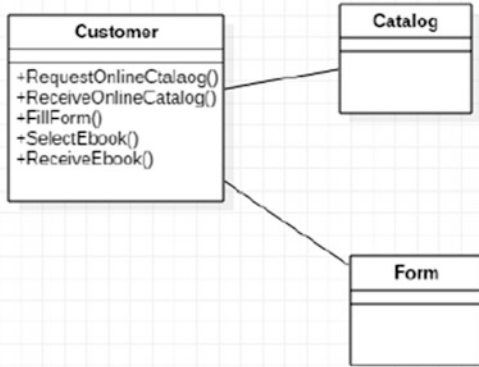 Customer
+RequestOnlineCtalaog()
+ReceiveOnlineCatalog()
+FillForm()
+SelectEbook()
+ReceiveEbook()
Catalog
Form